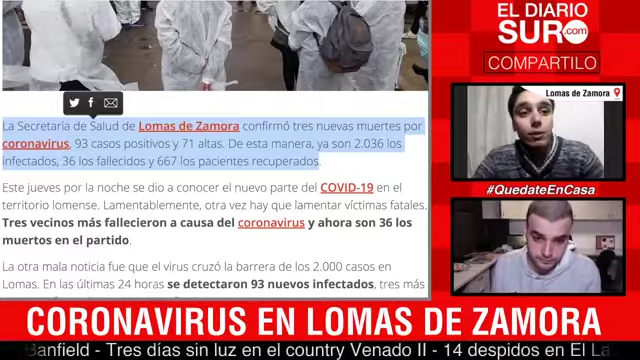 La Secretaría de Salud de Lomas de Zamora confirmó tres nuevas muertes por
coronavirus, 93 casos positivos y 71 altas. De esta manera, ya son 2.036 los
infectados, 36 los fallecidos y 667 los pacientes recuperados.
Este jueves por la noche se dio a conocer el nuevo parte del COVID-19 en el
territorio lomense. Lamentablemente, otra vez hay que lamentar víctimas fatales.
Tres vecinos más fallecieron a causa del coronavirus y ahora son 36 los
muertos en el partido.
La otra mala noticia fue que el virus cruzó la barrera de los 2.000 casos en
Lomas. En las últimas 24 horas se detectaron 93 nuevos infectados, tres más
EL DIARIO
SUR.com
COMPARTILO
Lomas de Zamora
#QuedateEnCasa
CORONAVIRUS EN LOMAS DE ZAMORA
Banfield - Tres días sin luz en el country Venado II - 14 despidos en El La